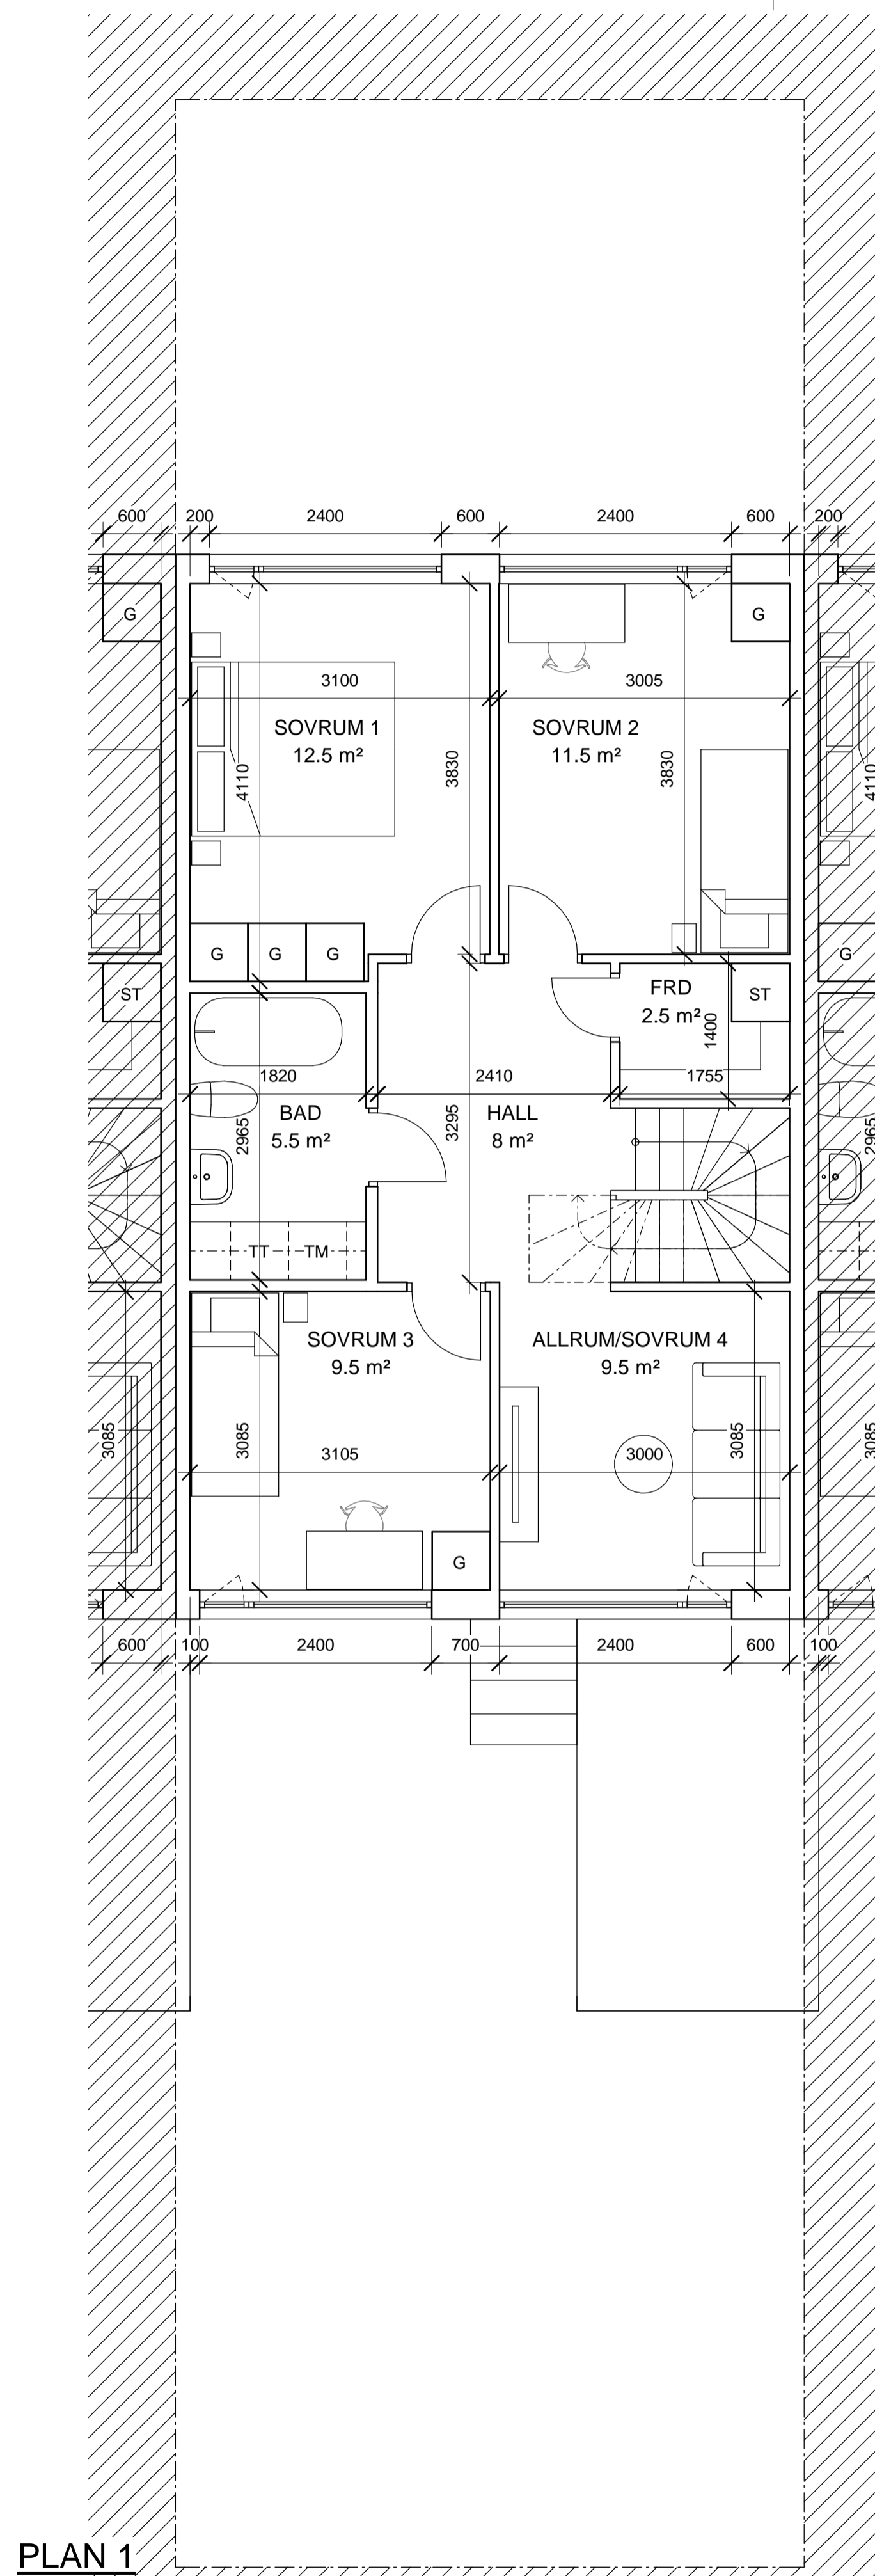 600 200 2400 600 2400 600 200
G G
3100 3005
SOVRUM 1 SOVRUM 2
12.5 m² 11.5 m²
4110 3830 3830 4110
G G G G
ST FRD ST
2.5 m²
1400
1820 2410 1755
BAD HALL
5.5 m² 8 m²
2965 3295 2965
TT TM
SOVRUM 3 ALLRUM/SOVRUM 4
9.5 m² 9.5 m²
3085 3085 3085 3085
3105 3000
G
600 100 2400 700 2400 600 100
PLAN 1